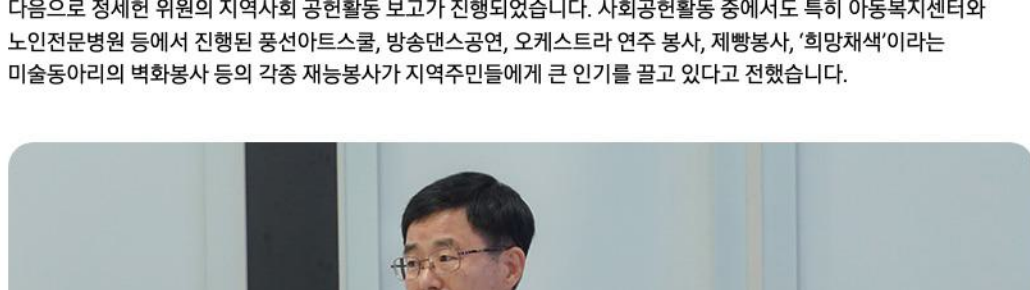 다음으로 정세헌 위원의 지역사회 공헌활동 보고가 진행되었습니다. 사회공헌활동 중에서도 특히 아동복지센터와
노인전문병원 등에서 진행된 풍선아트스쿨, 방송댄스공연, 오케스트라 연주 봉사, 제빵봉사, ‘희망채색’이라는
미술동아리의 벽화봉사 등의 각종 재능봉사가 지역주민들에게 큰 인기를 끌고 있다고 전했습니다.